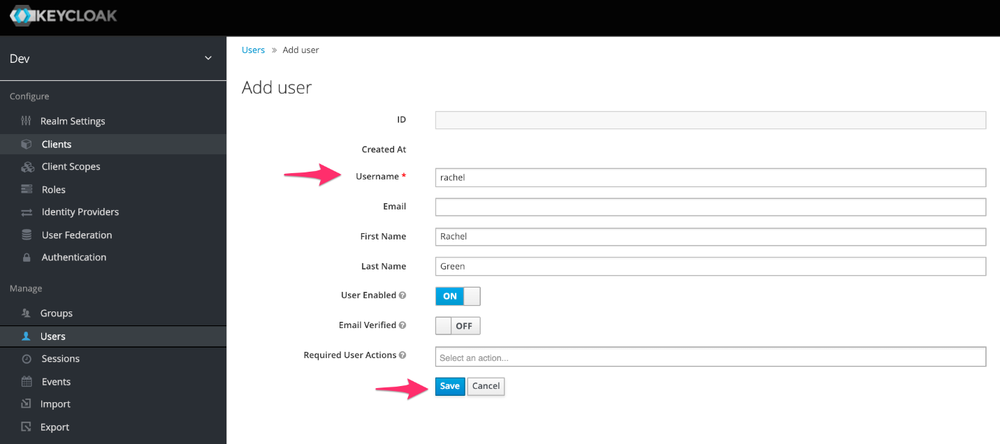 KEYCLOAK
Dev
Configure
Realm Settings
Clients
Client Scopes
Roles
Identity Providers
User Federation
Authentication
Manage
Groups
Users
Sessions
Events
Import
Export
Users » Add user
Add user
ID
Created At
Username * rachel
Email
First Name Rachel
Last Name Green
User Enabled ? ON
Email Verified ? OFF
Required User Actions ? Select an action...
Save Cancel